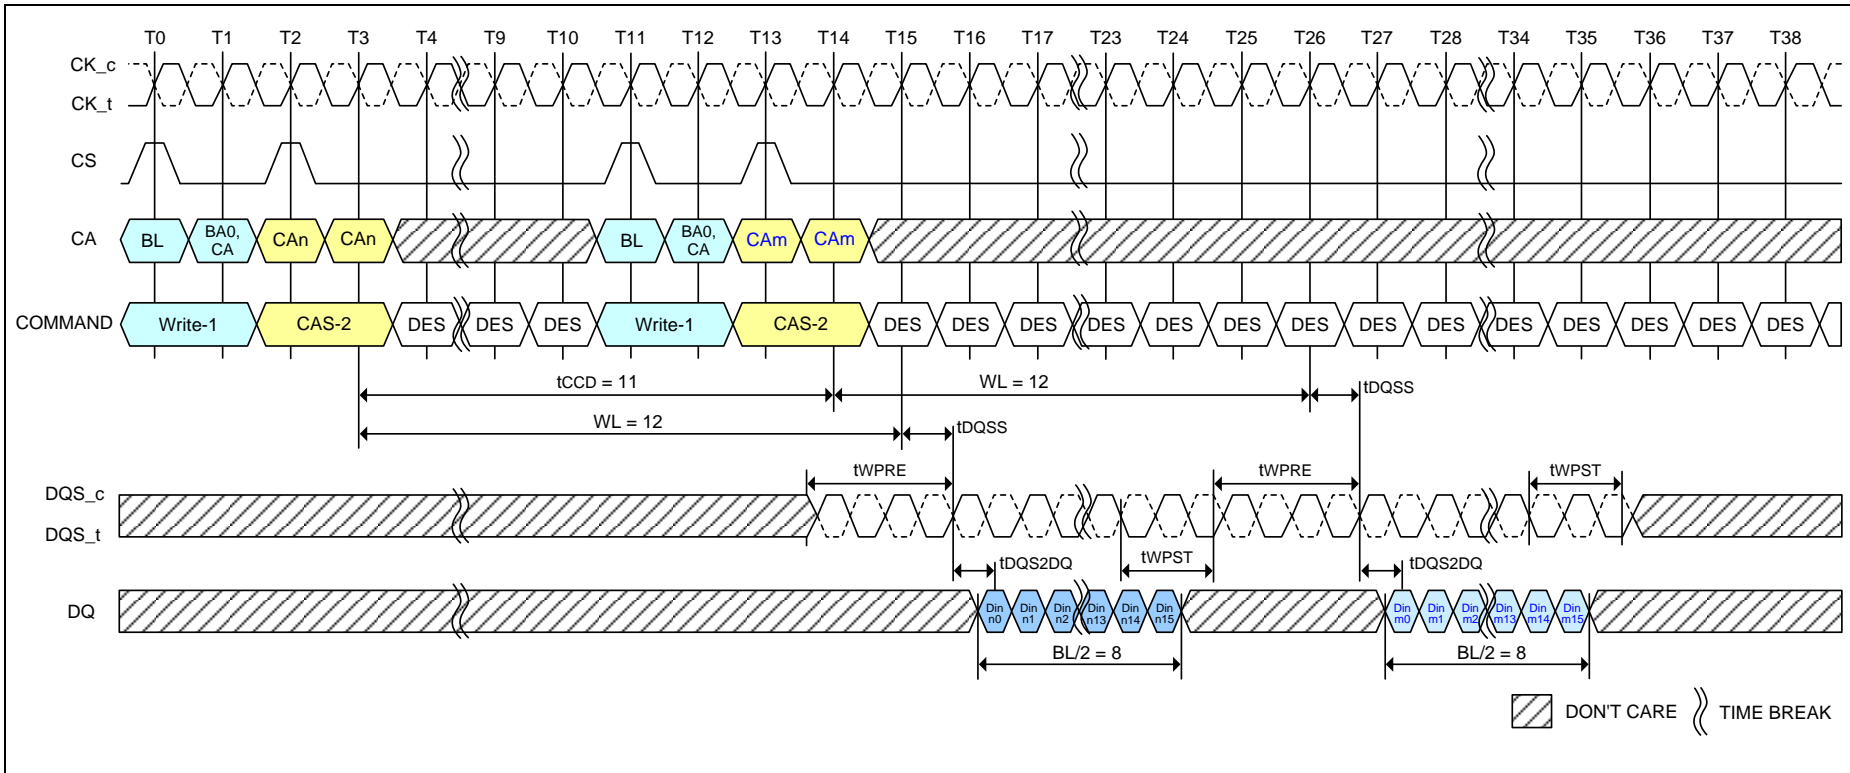 T0 T1 T2 T3 T4 T9 T10 T11 T12 T13 T14 T15 T16 T17 T23 T24 T25 T26 T27 T28 T34 T35 T36 T37 T38
CK_c
CK_t
CS
CA BL BA0, CA CAn CAn BL BA0, CA CAm CAm
COMMAND Write-1 CAS-2 DES DES DES Write-1 CAS-2 DES DES DES DES DES DES DES DES DES DES DES DES DES DES
tCCD = 11 WL = 12 tDQSS
WL = 12 tDQSS
tWPRE tWPRE tWPST
DQS_c
DQS_t
tDQS2DQ tWPST tDQS2DQ
DQ Din n0 Din n1 Din n2 Din n13 Din n14 Din n15 Din m0 Din m1 Din m2 Din m13 Din m14 Din m15
BL/2 = 8 BL/2 = 8
DON'T CARE TIME BREAK